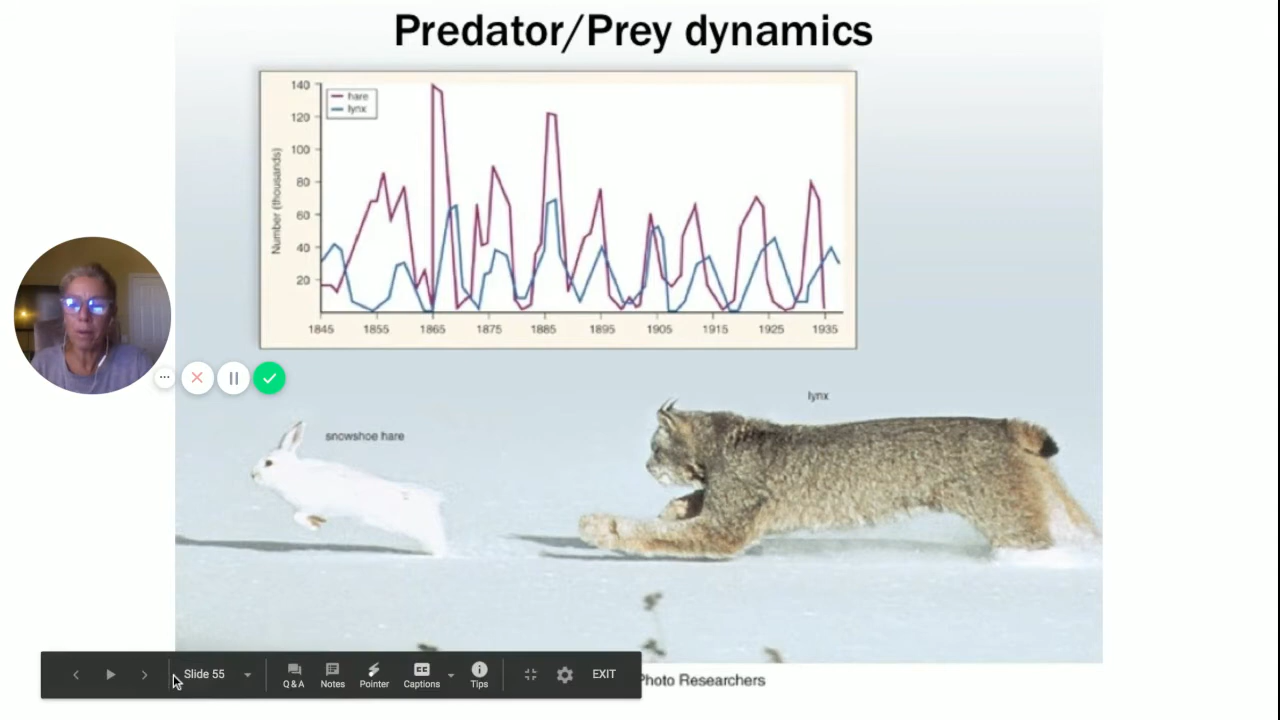 Predator/Prey dynamics
140
120
100
80
60
40
20
Number (thousands)
hare
lynx
1845 1855 1865 1875 1885 1895 1905 1915 1925 1935
lynx
snowshoe hare
Slide 55
Q&A Notes Pointer Captions Tips EXIT
CC
Photo Researchers